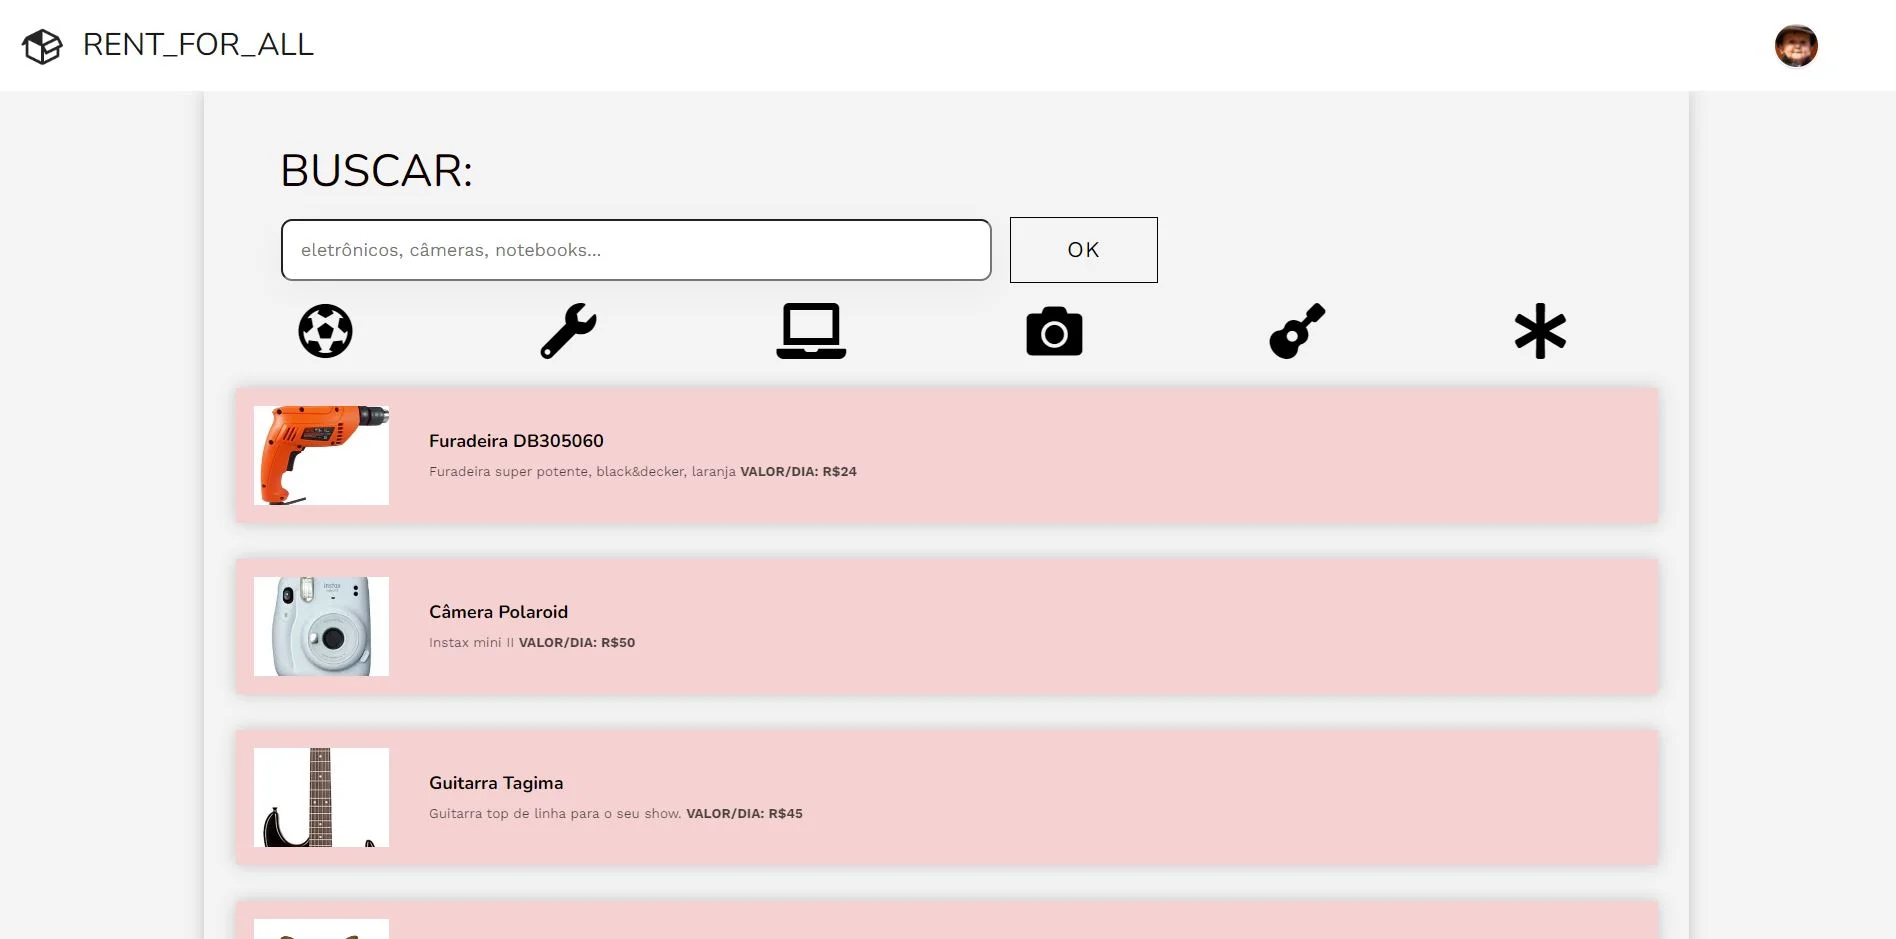 RENT_FOR_ALL
BUSCAR:
eletrônicos, câmeras, notebooks...
OK
Furadeira DB305060
Furadeira super potente, black&decker, laranja VALOR/DIA: R$24
Câmera Polaroid
Instax mini II VALOR/DIA: R$50
Guitarra Tagima
Guitarra top de linha para o seu show. VALOR/DIA: R$45